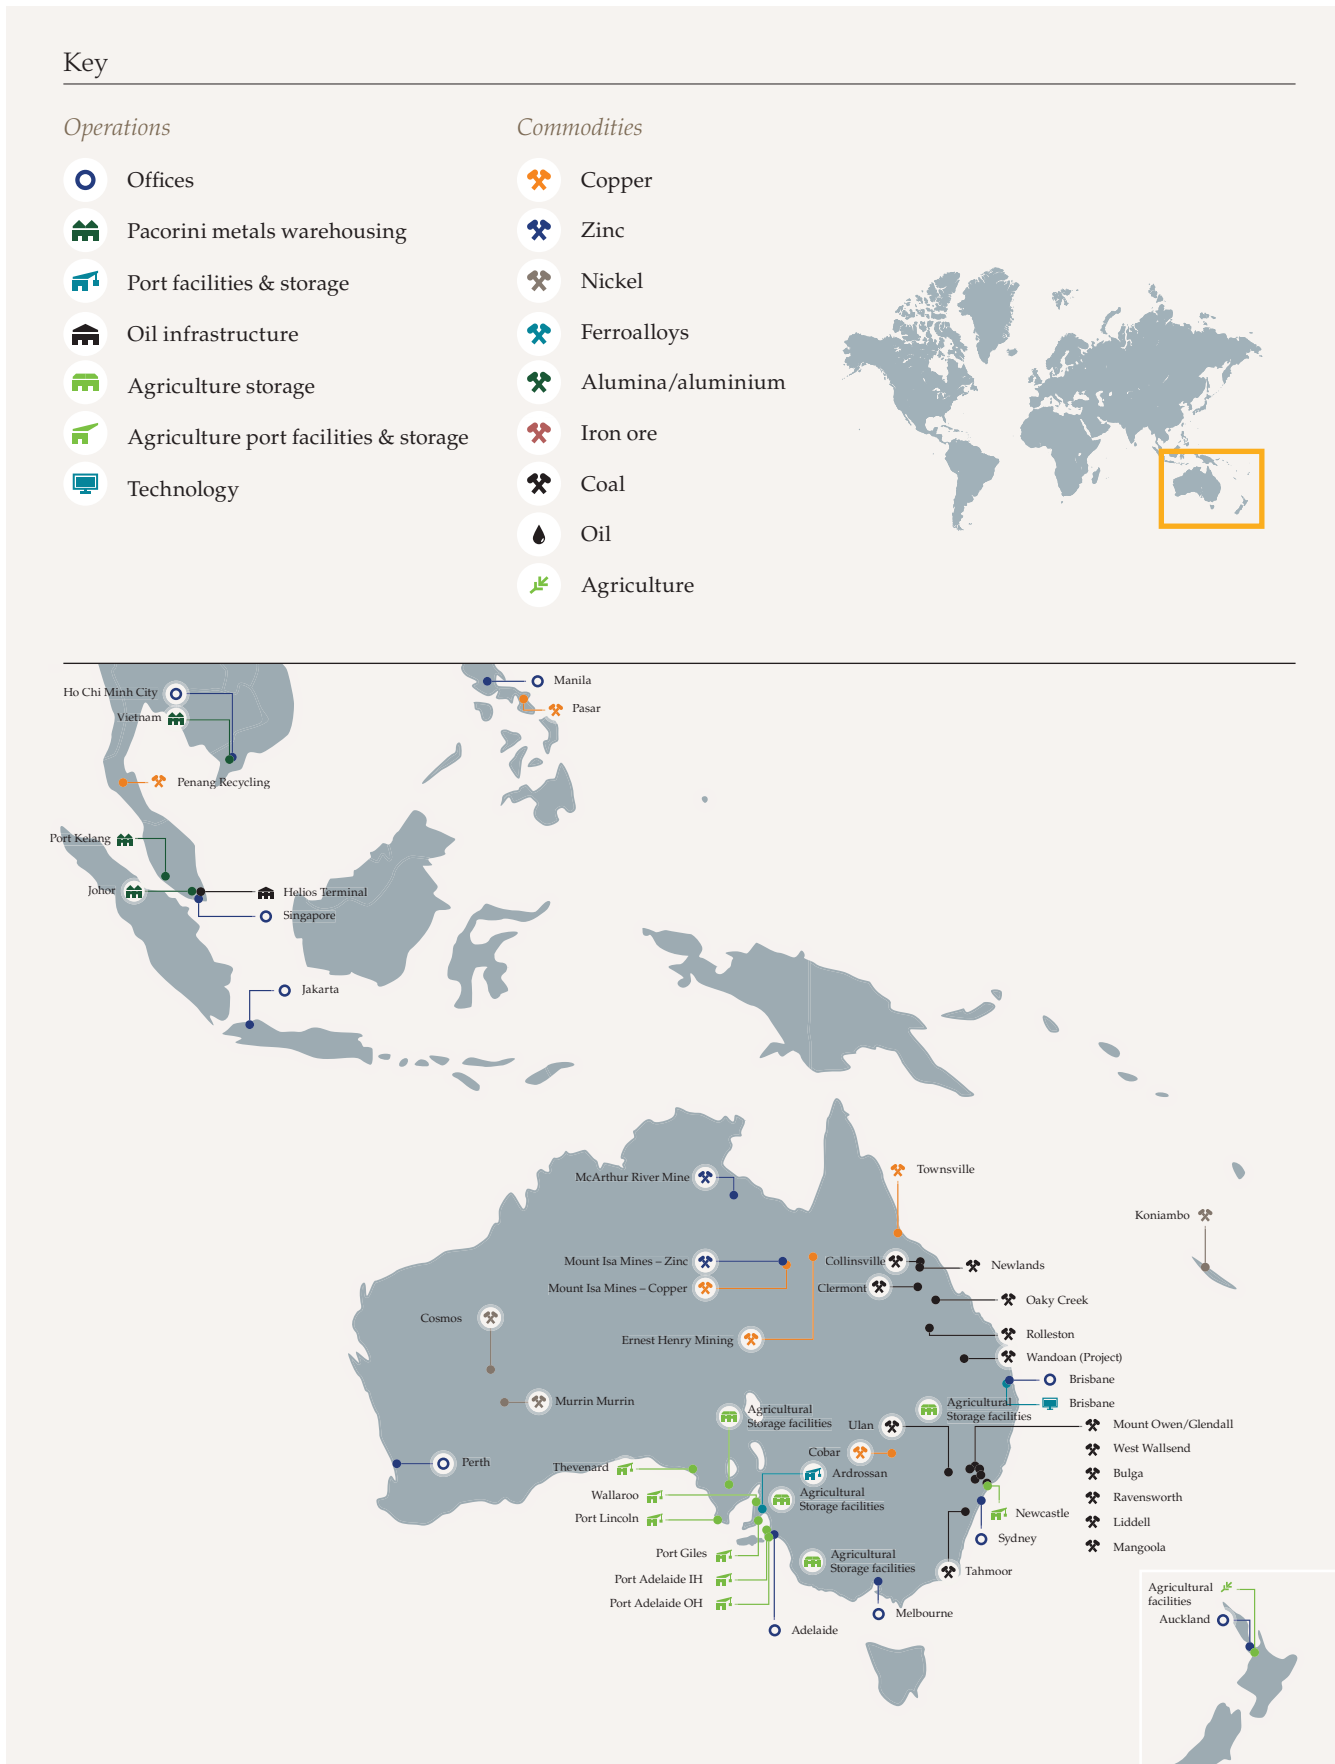 Key
Operations
Commodities
Offices
Pacorini metals warehousing
Port facilities & storage
Oil infrastructure
Agriculture storage
Agriculture port facilities & storage
Technology
Copper
Zinc
Nickel
Ferroalloys
Alumina/aluminium
Iron ore
Coal
Oil
Agriculture
Ho Chi Minh City
Vietnam
Manila
Pasar
Penang Recycling
Port Kelang
Johor
Helios Terminal
Singapore
Jakarta
McArthur River Mine
Townsville
Koniambo
Mount Isa Mines – Zinc
Collinsville
Newlands
Mount Isa Mines – Copper
Clermont
Oaky Creek
Cosmos
Ernest Henry Mining
Rolleston
Wandoan (Project)
Brisbane
Murrin Murrin
Agricultural
Storage facilities
Agricultural
Storage facilities
Brisbane
Ulan
Mount Owen/Glendall
Cobar
West Wallsend
Perth
Thevenard
Ardrossan
Bulga
Wallaroo
Agricultural
Storage facilities
Ravensworth
Port Lincoln
Newcastle
Liddell
Sydney
Mangoola
Port Giles
Agricultural
Storage facilities
Tahmoor
Port Adelaide IH
Port Adelaide OH
Melbourne
Adelaide
Agricultural
facilities
Auckland